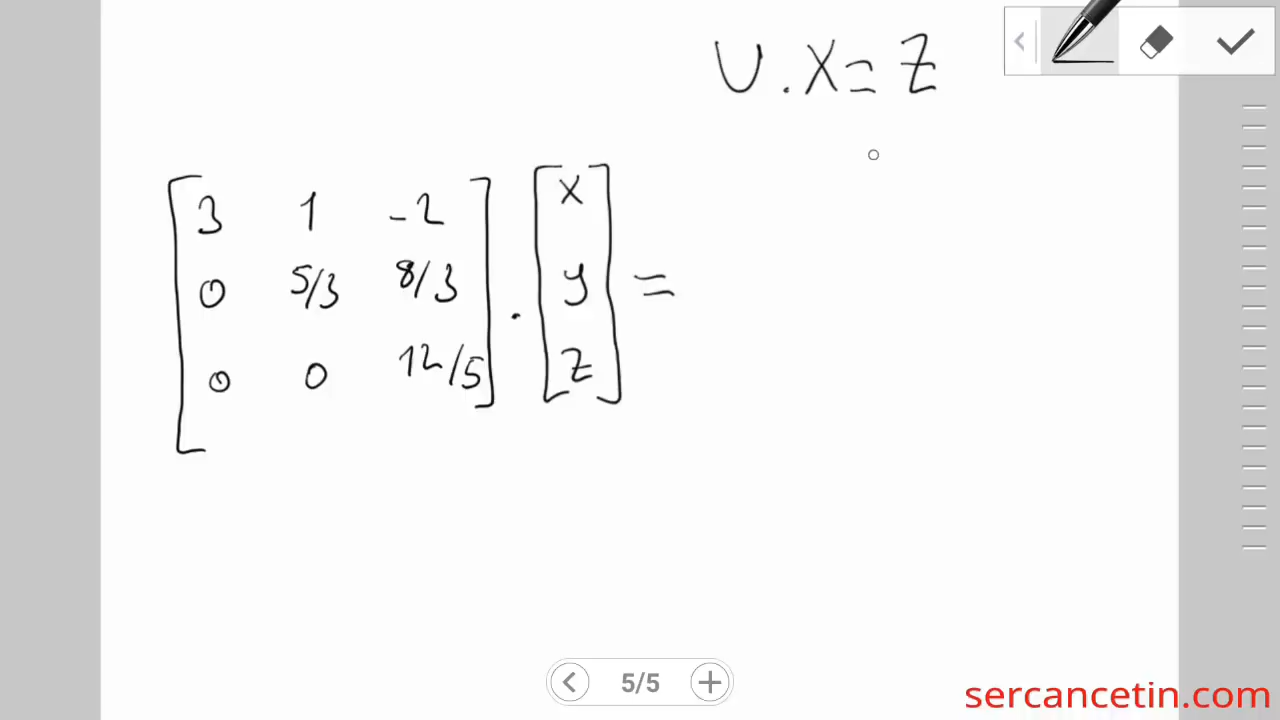 U . X = Z
3 1 -2 x
0 5/3 8/3 . y =
0 0 12/5 z
5/5
sercancetin.com